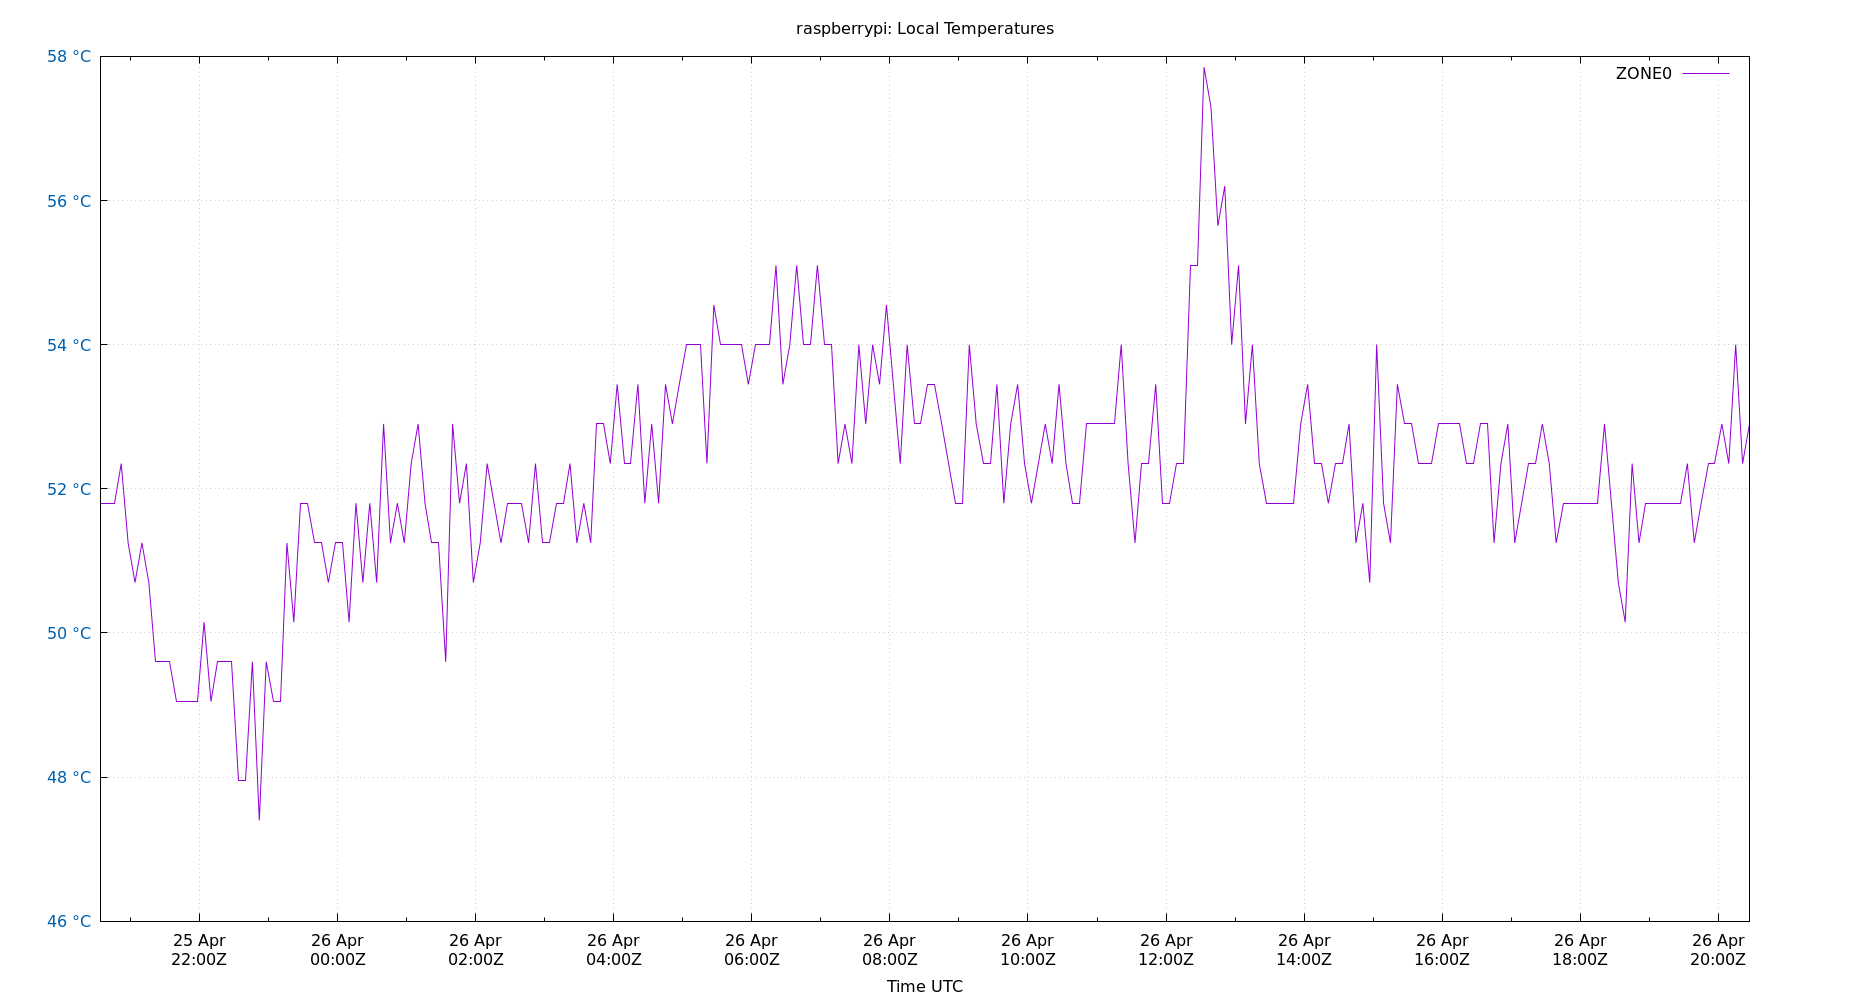 raspberrypi: Local Temperatures
58 °C
ZONE0
56 °C
54 °C
52 °C
50 °C
48 °C
46 °C
25 Apr 26 Apr 26 Apr 26 Apr 26 Apr 26 Apr 26 Apr 26 Apr 26 Apr 26 Apr 26 Apr 26 Apr
22:00Z 00:00Z 02:00Z 04:00Z 06:00Z 08:00Z 10:00Z 12:00Z 14:00Z 16:00Z 18:00Z 20:00Z
Time UTC